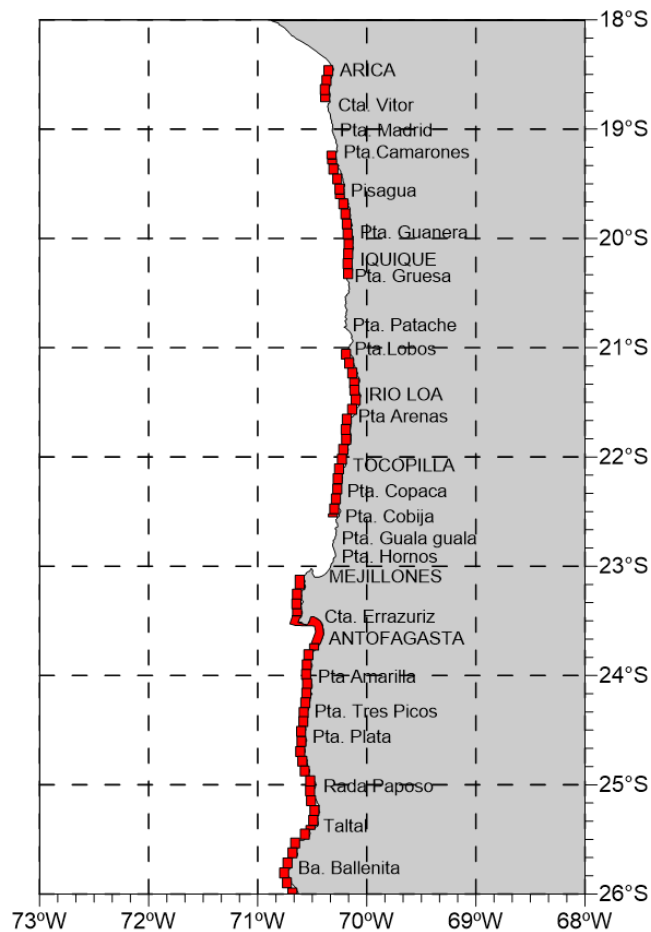 18°S
ARICA
Cta. Vitor
Pta. Madrid
19°S
Pta.Camarones
Pisagua
Pta. Guanera
20°S
IQUIQUE
Pta. Gruesa
Pta. Patache
Pta.Lobos
21°S
RIO LOA
Pta Arenas
22°S
TOCOPILLA
Pta. Copaca
Pta. Cobija
Pta. Guala guala
Pta. Hornos
23°S
MEJILLONES
Cta. Errazuriz
ANTOFAGASTA
24°S
Pta Amarilla
Pta. Tres Picos
Pta. Plata
25°S
Rada Paposo
Taltal
Ba. Ballenita
26°S
73°W 72°W 71°W 70°W 69°W 68°W